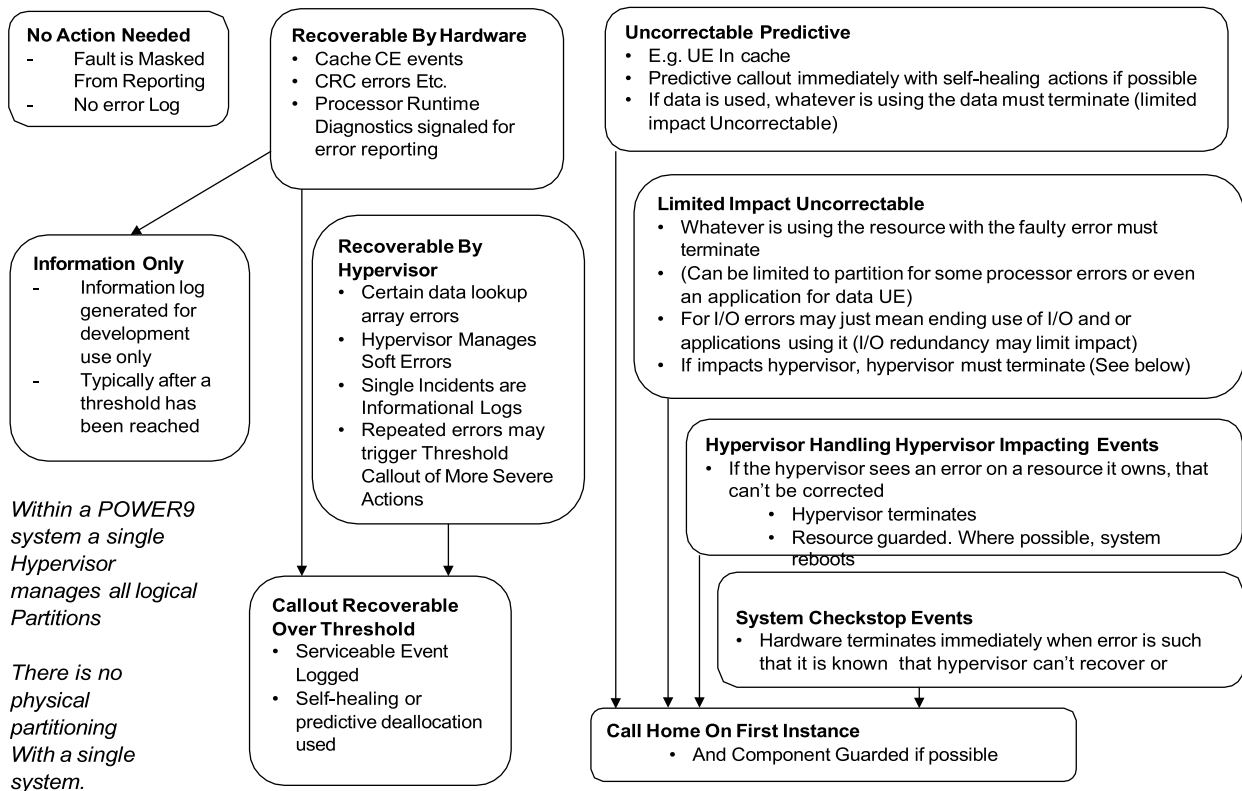 No Action Needed
- Fault is Masked
From Reporting
- No error Log
Recoverable By Hardware
• Cache CE events
• CRC errors Etc.
• Processor Runtime
Diagnostics signaled for
error reporting
Uncorrectable Predictive
• E.g. UE In cache
• Predictive callout immediately with self-healing actions if possible
• If data is used, whatever is using the data must terminate (limited
impact Uncorrectable)
Information Only
- Information log
generated for
development
use only
- Typically after a
threshold has
been reached
Recoverable By
Hypervisor
• Certain data lookup
array errors
• Hypervisor Manages
Soft Errors
• Single Incidents are
Informational Logs
• Repeated errors may
trigger Threshold
Callout of More Severe
Actions
Limited Impact Uncorrectable
• Whatever is using the resource with the faulty error must
terminate
• (Can be limited to partition for some processor errors or even
an application for data UE)
• For I/O errors may just mean ending use of I/O and or
applications using it (I/O redundancy may limit impact)
• If impacts hypervisor, hypervisor must terminate (See below)
Hypervisor Handling Hypervisor Impacting Events
• If the hypervisor sees an error on a resource it owns, that
can't be corrected
• Hypervisor terminates
• Resource guarded. Where possible, system
reboots
Within a POWER9
system a single
Hypervisor
manages all logical
Partitions
There is no
physical
partitioning
With a single
system.
Callout Recoverable
Over Threshold
• Serviceable Event
Logged
• Self-healing or
predictive deallocation
used
System Checkstop Events
• Hardware terminates immediately when error is such
that it is known that hypervisor can't recover or
Call Home On First Instance
• And Component Guarded if possible